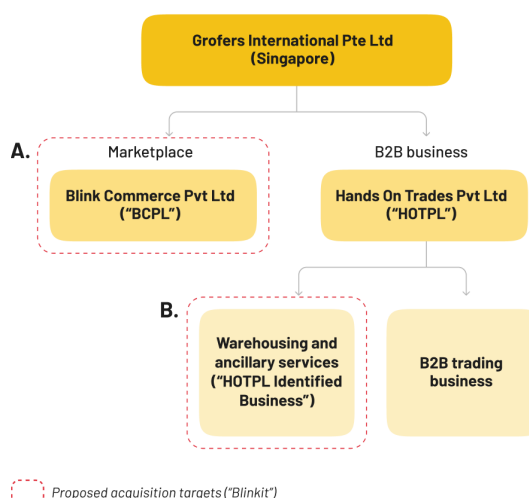 Grofers International Pte Ltd
(Singapore)
A.
Marketplace
B2B business
Blink Commerce Pvt Ltd
(“BCPL”)
Hands On Trades Pvt Ltd
(“HOTPL”)
B.
Warehousing and
ancillary services
(“HOTPL Identified
Business”)
B2B trading
business
Proposed acquisition targets (“Blinkit”)